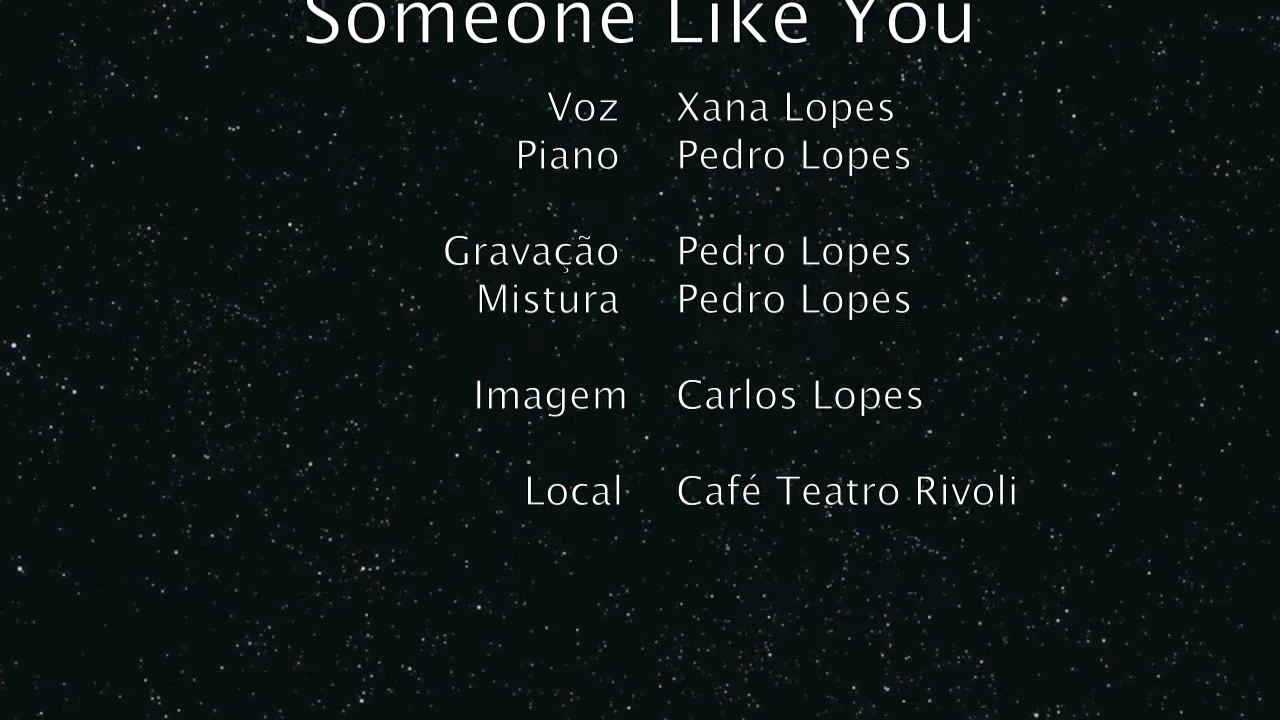 Someone Like You
Voz Xana Lopes
Piano Pedro Lopes
Gravação Pedro Lopes
Mistura Pedro Lopes
Imagem Carlos Lopes
Local Café Teatro Rivoli